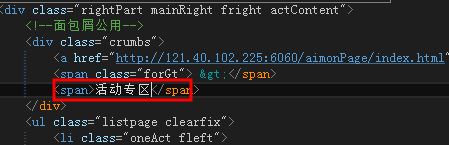 <div class="rightPart mainRight fright actContent">
<!--面包屑公用-->
<div class="crumbs">
<a href="http://121.40.102.225:6060/aimonPage/index.html"
<span class="forGt"> &gt;</span>
<span>活动专区</span>
</div>
<ul class="listpage clearfix">
<li class="oneAct fleft">